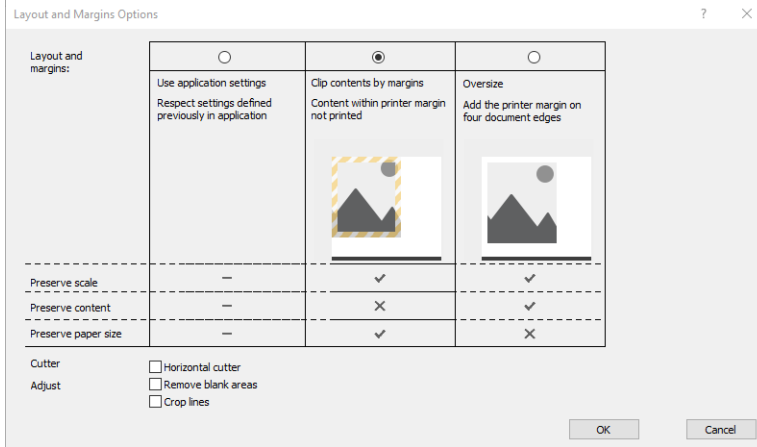 Layout and Margins Options
Layout and
margins:
Use application settings
Respect settings defined
previously in application
Clip contents by margins
Content within printer margin
not printed
Oversize
Add the printer margin on
four document edges
Preserve scale
Preserve content
Preserve paper size
Cutter
Horizontal cutter
Adjust
Remove blank areas
Crop lines
OK
Cancel